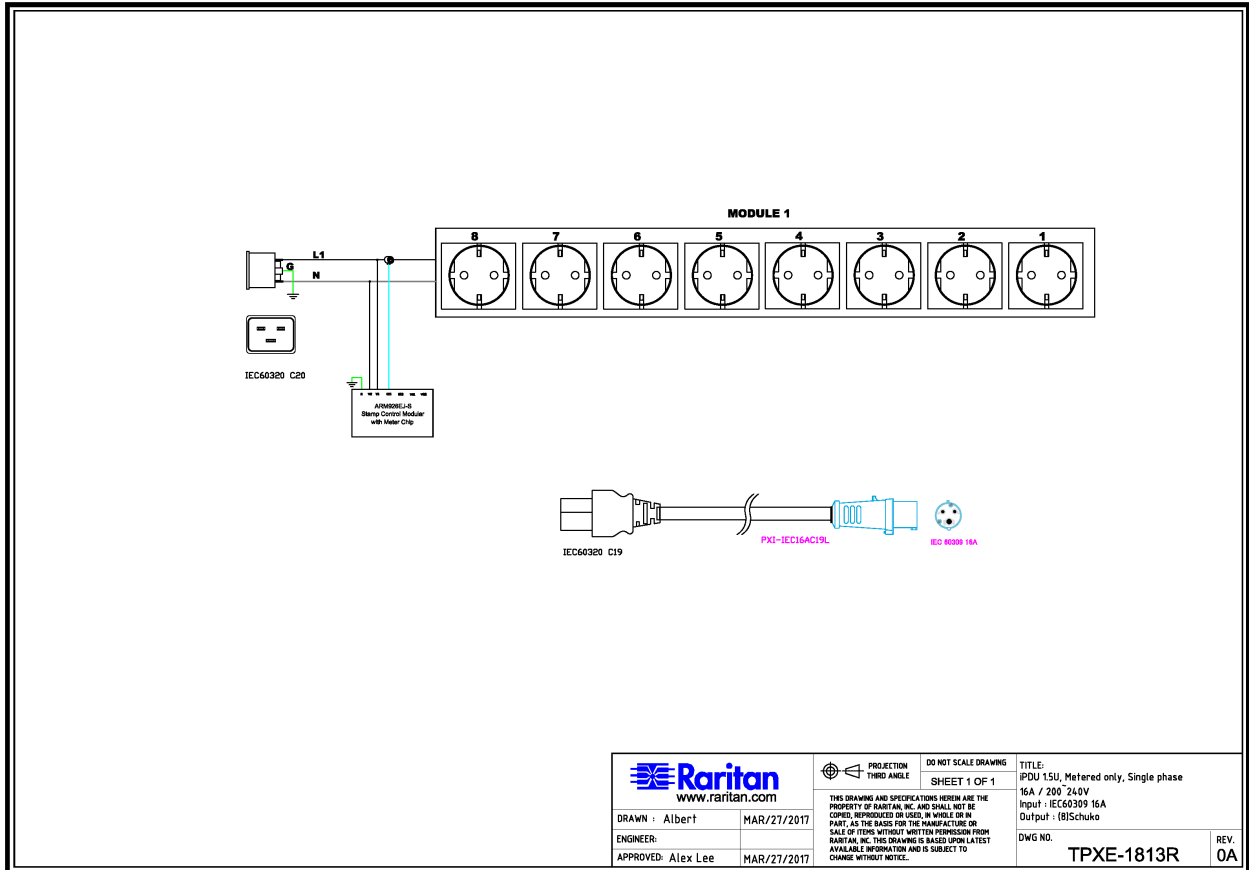 MODULE 1
8 7 6 5 4 3 2 1
L1
G
N
IEC60320 C20
ARM926EJ-S
Stamp Control Modular
with Meter Chip
IEC60320 C19
PXI-IEC16AC19L
IEC 60309 16A
Raritan
www.raritan.com
DRAWN : Albert MAR/27/2017
ENGINEER:
APPROVED: Alex Lee MAR/27/2017
PROJECTION
THIRD ANGLE
DO NOT SCALE DRAWING
SHEET 1 OF 1
THIS DRAWING AND SPECIFICATIONS HEREIN ARE THE
PROPERTY OF RARITAN, INC. AND SHALL NOT BE
COPIED, REPRODUCED OR USED, IN WHOLE OR IN
PART, AS THE BASIS FOR THE MANUFACTURE OR
SALE OF ITEMS WITHOUT WRITTEN PERMISSION FROM
RARITAN, INC. THIS DRAWING IS BASED UPON LATEST
AVAILABLE INFORMATION AND IS SUBJECT TO
CHANGE WITHOUT NOTICE..
TITLE:
iPDU 1.5U, Metered only, Single phase
16A / 200~240V
Input : IEC60309 16A
Output : (8)Schuko
DWG NO.
TPXE-1813R
REV.
0A